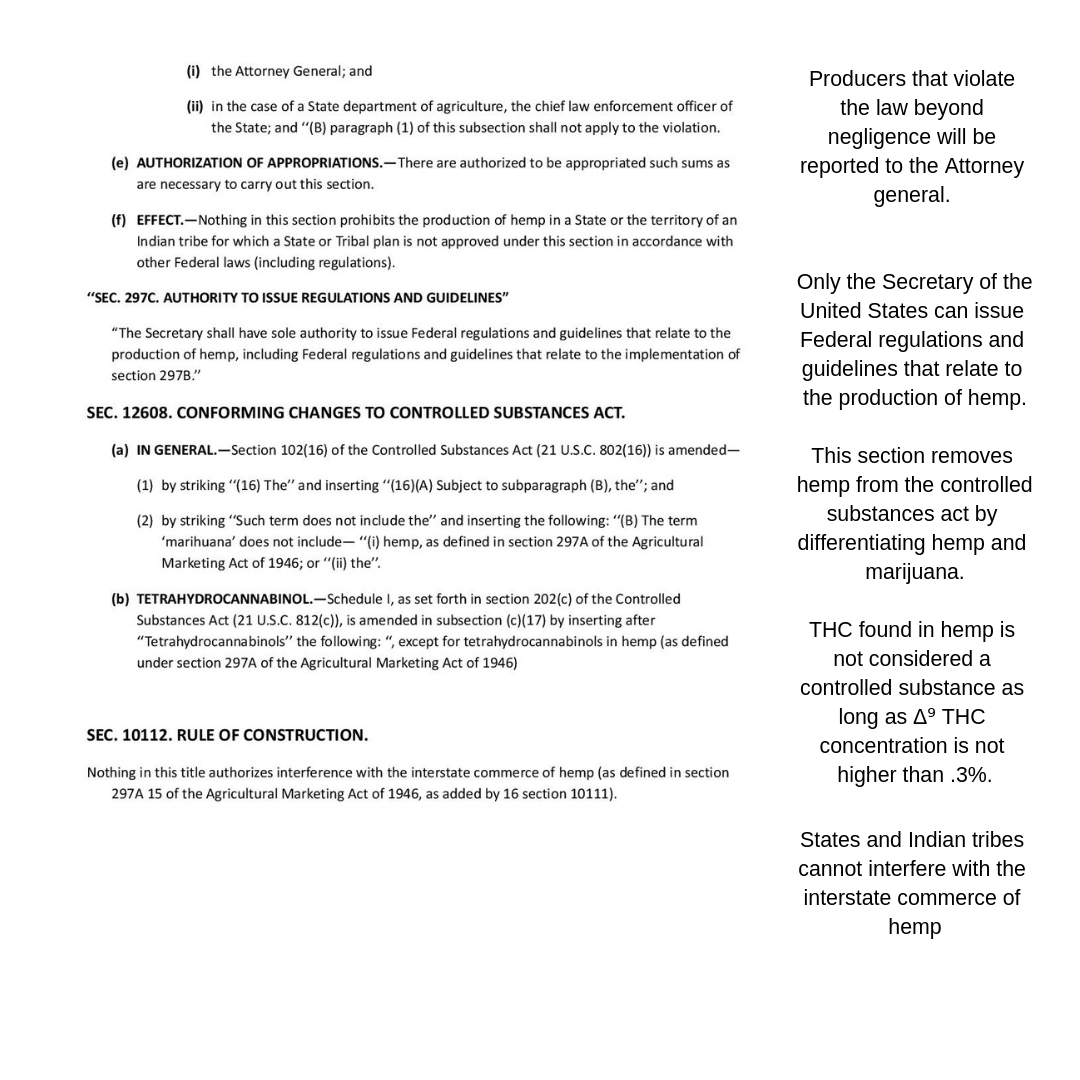 (i) the Attorney General; and
(ii) in the case of a State department of agriculture, the chief law enforcement officer of
the State; and ‘‘(B) paragraph (1) of this subsection shall not apply to the violation.
(e) AUTHORIZATION OF APPROPRIATIONS.—There are authorized to be appropriated such sums as
are necessary to carry out this section.
(f) EFFECT.—Nothing in this section prohibits the production of hemp in a State or the territory of an
Indian tribe for which a State or Tribal plan is not approved under this section in accordance with
other Federal laws (including regulations).
‘‘SEC. 297C. AUTHORITY TO ISSUE REGULATIONS AND GUIDELINES”
“The Secretary shall have sole authority to issue Federal regulations and guidelines that relate to the
production of hemp, including Federal regulations and guidelines that relate to the implementation of
section 297B.’’
SEC. 12608. CONFORMING CHANGES TO CONTROLLED SUBSTANCES ACT.
(a) IN GENERAL.—Section 102(16) of the Controlled Substances Act (21 U.S.C. 802(16)) is amended—
(1) by striking ‘‘(16) The’’ and inserting ‘‘(16)(A) Subject to subparagraph (B), the’’; and
(2) by striking ‘‘Such term does not include the’’ and inserting the following: ‘‘(B) The term
‘marihuana’ does not include— ‘‘(i) hemp, as defined in section 297A of the Agricultural
Marketing Act of 1946; or ‘‘(ii) the’’.
(b) TETRAHYDROCANNABINOL.—Schedule I, as set forth in section 202(c) of the Controlled
Substances Act (21 U.S.C. 812(c)), is amended in subsection (c)(17) by inserting after
‘‘Tetrahydrocannabinols’’ the following: ‘‘, except for tetrahydrocannabinols in hemp (as defined
under section 297A of the Agricultural Marketing Act of 1946)
SEC. 10112. RULE OF CONSTRUCTION.
Nothing in this title authorizes interference with the interstate commerce of hemp (as defined in section
297A 15 of the Agricultural Marketing Act of 1946, as added by 16 section 10111).
Producers that violate
the law beyond
negligence will be
reported to the Attorney
general.
Only the Secretary of the
United States can issue
Federal regulations and
guidelines that relate to
the production of hemp.
This section removes
hemp from the controlled
substances act by
differentiating hemp and
marijuana.
THC found in hemp is
not considered a
controlled substance as
long as Δ⁹ THC
concentration is not
higher than .3%.
States and Indian tribes
cannot interfere with the
interstate commerce of
hemp